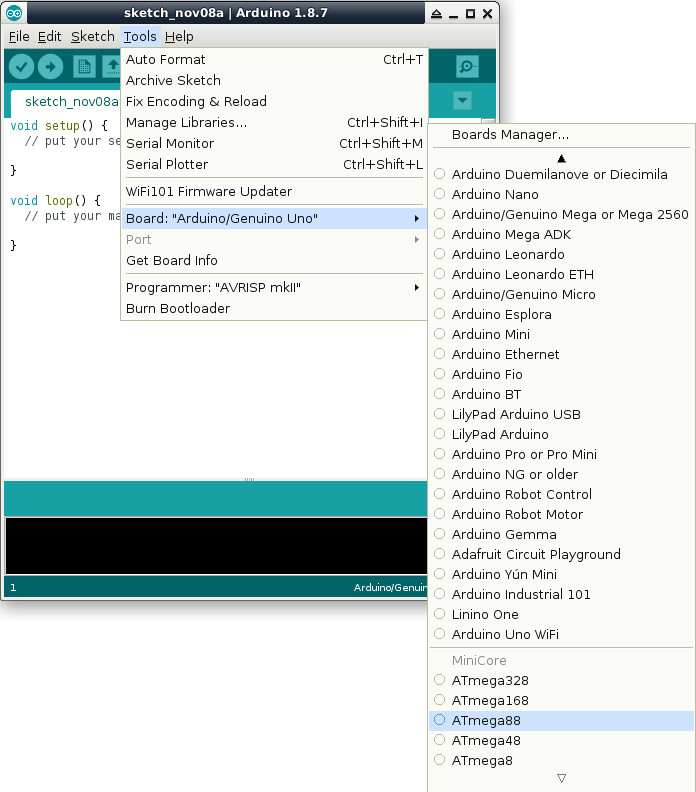 sketch_nov08a | Arduino 1.8.7
File Edit Sketch Tools Help
sketch_nov08a
void setup() {
// put your se
}
void loop() {
// put your ma
}
1
Arduino/Genuin
Auto Format Ctrl+T
Archive Sketch
Fix Encoding & Reload
Manage Libraries... Ctrl+Shift+I
Serial Monitor Ctrl+Shift+M
Serial Plotter Ctrl+Shift+L
WiFi101 Firmware Updater
Board: "Arduino/Genuino Uno"
Port
Get Board Info
Programmer: "AVRISP mkII"
Burn Bootloader
Boards Manager...
Arduino Duemilanove or Diecimila
Arduino Nano
Arduino/Genuino Mega or Mega 2560
Arduino Mega ADK
Arduino Leonardo
Arduino Leonardo ETH
Arduino/Genuino Micro
Arduino Esplora
Arduino Mini
Arduino Ethernet
Arduino Fio
Arduino BT
LilyPad Arduino USB
LilyPad Arduino
Arduino Pro or Pro Mini
Arduino NG or older
Arduino Robot Control
Arduino Robot Motor
Arduino Gemma
Adafruit Circuit Playground
Arduino Yún Mini
Arduino Industrial 101
Linino One
Arduino Uno WiFi
MiniCore
ATmega328
ATmega168
ATmega88
ATmega48
ATmega8